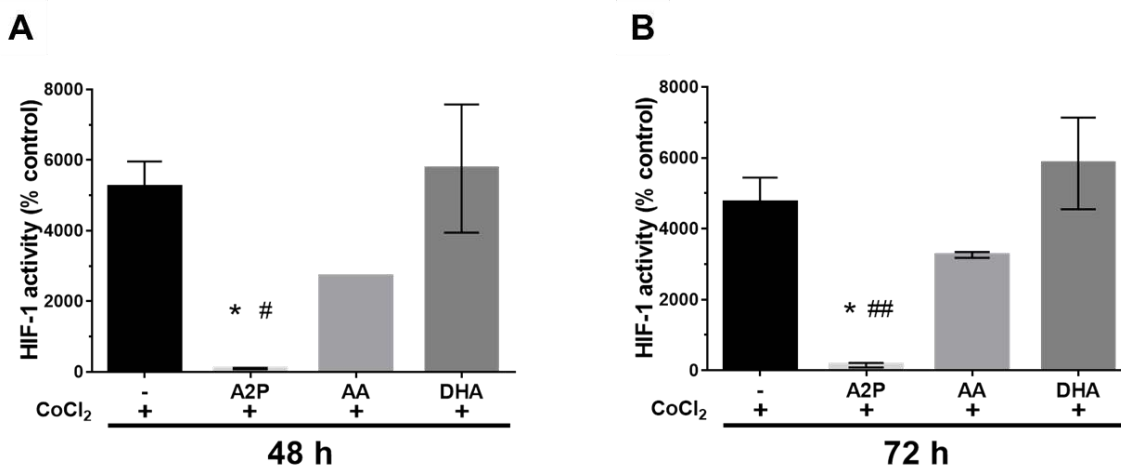 A
HIF-1 activity (% control)
8000
6000
4000
2000
0
* #
- A2P AA DHA
CoCl2 + + + +
48 h
B
HIF-1 activity (% control)
8000
6000
4000
2000
0
* ##
- A2P AA DHA
CoCl2 + + + +
72 h